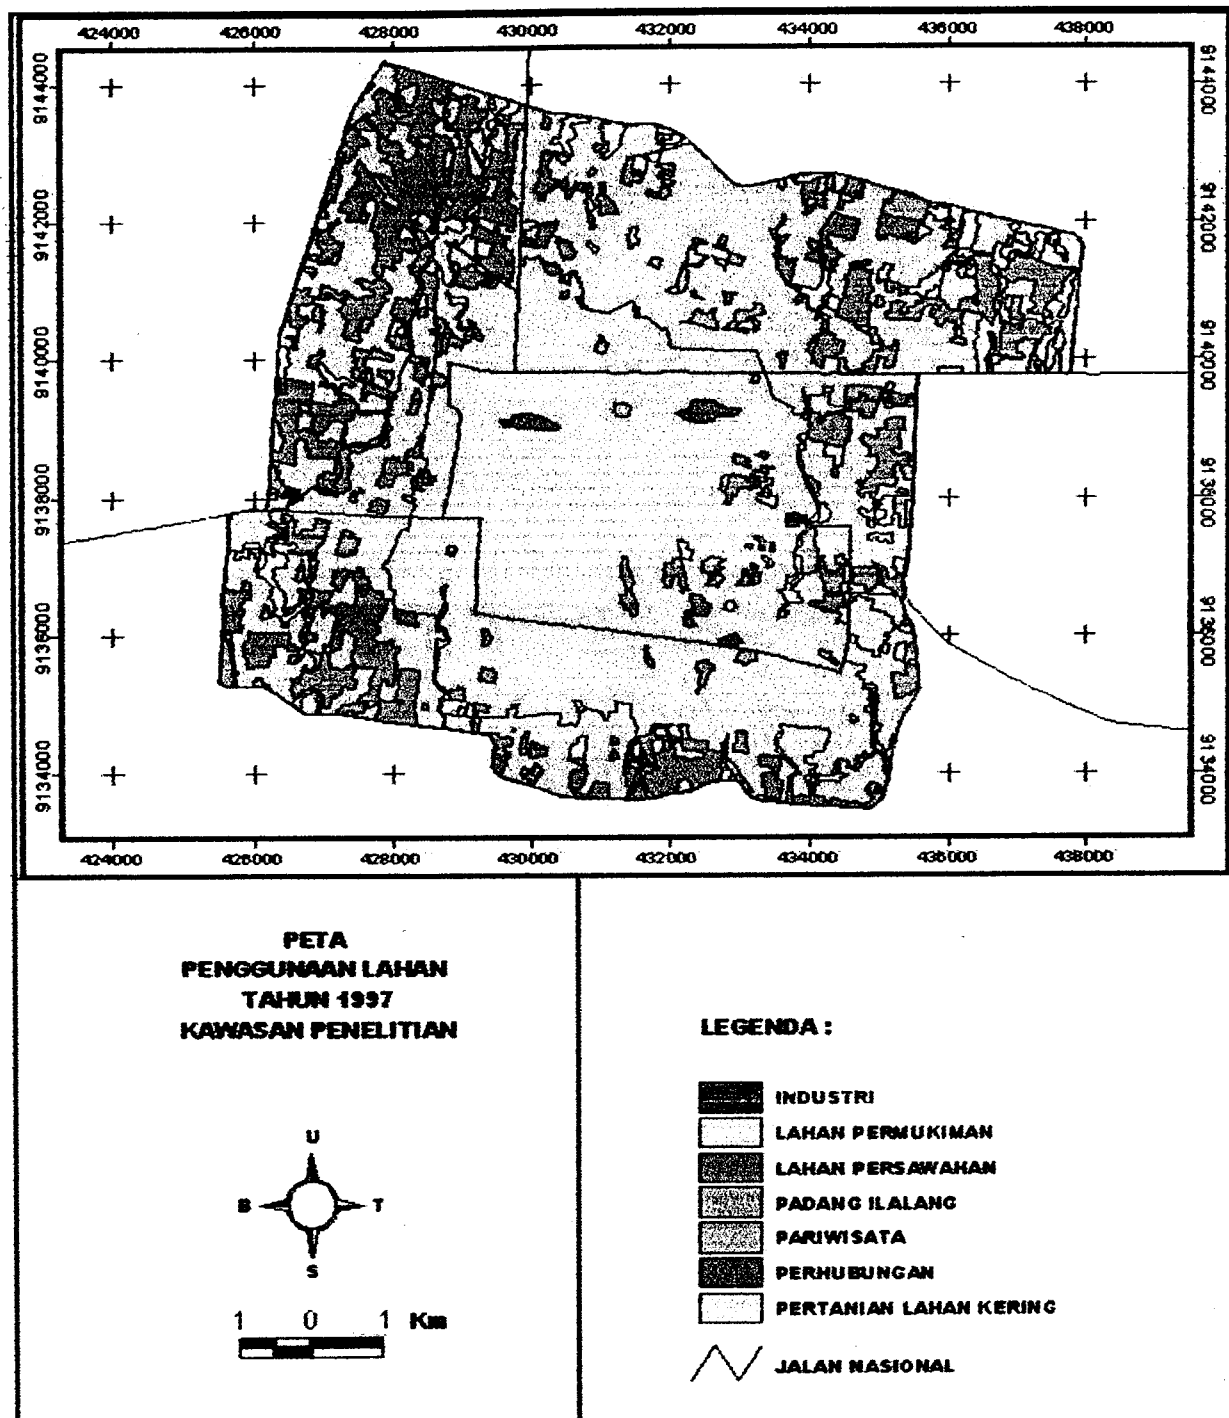 424000 426000 428000 430000 432000 434000 436000 438000
9144000
9142000
9140000
9138000
9136000
9134000
9144000
9142000
9140000
9138000
9136000
9134000
424000 426000 428000 430000 432000 434000 436000 438000
PETA
PENGGUNAAN LAHAN
TAHUN 1997
KAWASAN PENELITIAN
U
B T
S
1 0 1 Km
LEGENDA :
INDUSTRI
LAHAN PERMUKIMAN
LAHAN PERSAWAHAN
PADANG ILALANG
PARIWISATA
PERHUBUNGAN
PERTANIAN LAHAN KERING
JALAN NASIONAL